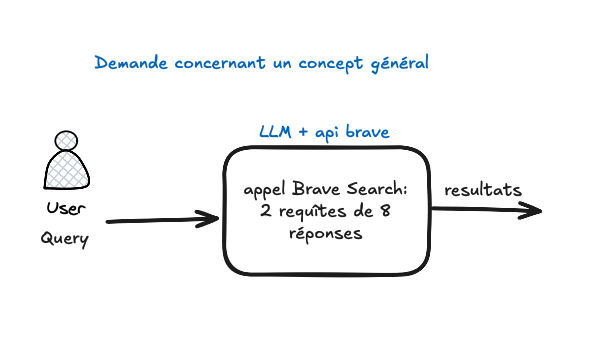 Demande concernant un concept général
LLM + api brave
User
Query
appel Brave Search:
2 requîtes de 8
réponses
resultats